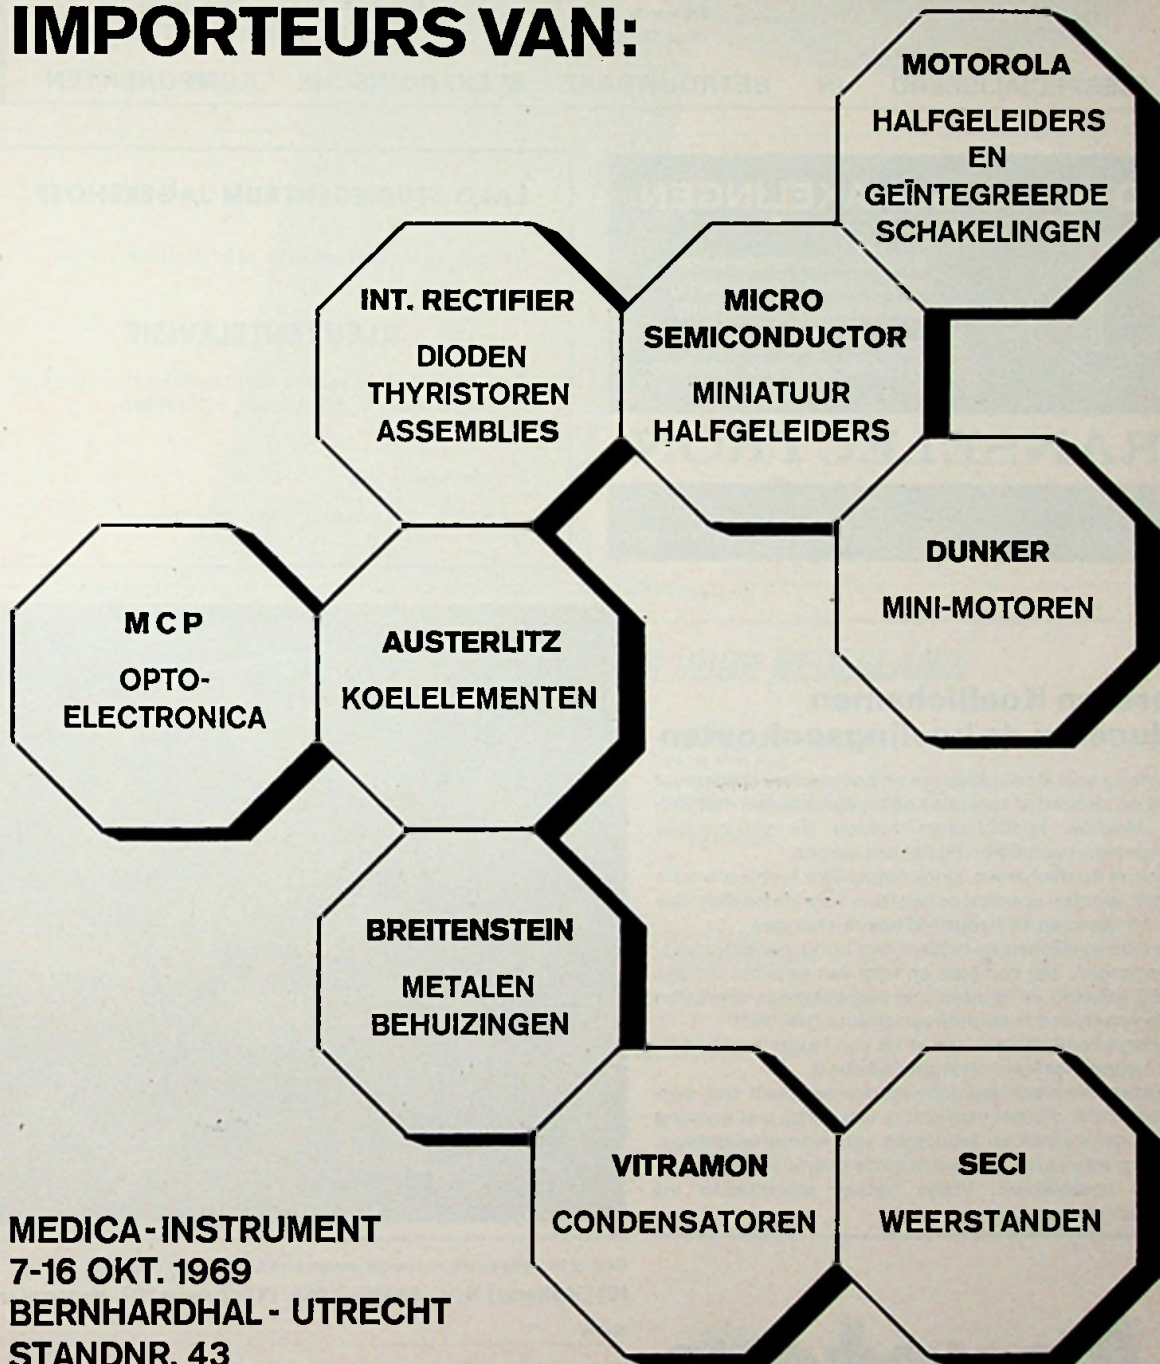 IMPORTEURS VAN:
MOTOROLA
HALFGELEIDERS
EN
GEÏNTEGREERDE
SCHAKELINGEN
INT. RECTIFIER
DIODEN
THYRISTOREN
ASSEMBLIES
MICRO
SEMICONDUCTOR
MINIATUUR
HALFGELEIDERS
DUNKER
MINI-MOTOREN
MCP
OPTO-
ELECTRONICA
AUSTERLITZ
KOELELEMENTEN
BREITENSTEIN
METALEN
BEHUIZINGEN
VITRAMON
CONDENSATOREN
SECI
WEERSTANDEN
MEDICA-INSTRUMENT
7-16 OKT. 1969
BERNHARDHAL - UTRECHT
STANDNR. 43